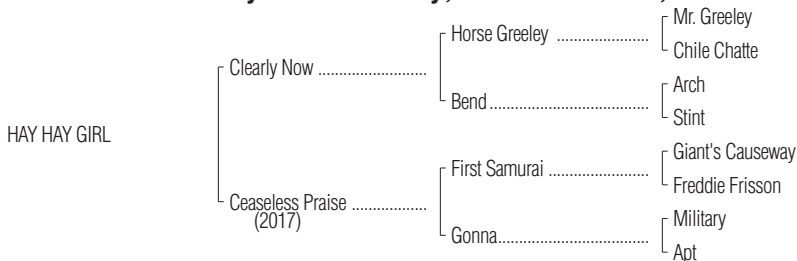 Mr. Greeley
Horse Greeley
Chile Chatte
Clearly Now
Arch
Bend
Stint
HAY HAY GIRL
Giant's Causeway
First Samurai
Freddie Frisson
Ceaseless Praise
(2017)
Military
Gonna
Apt